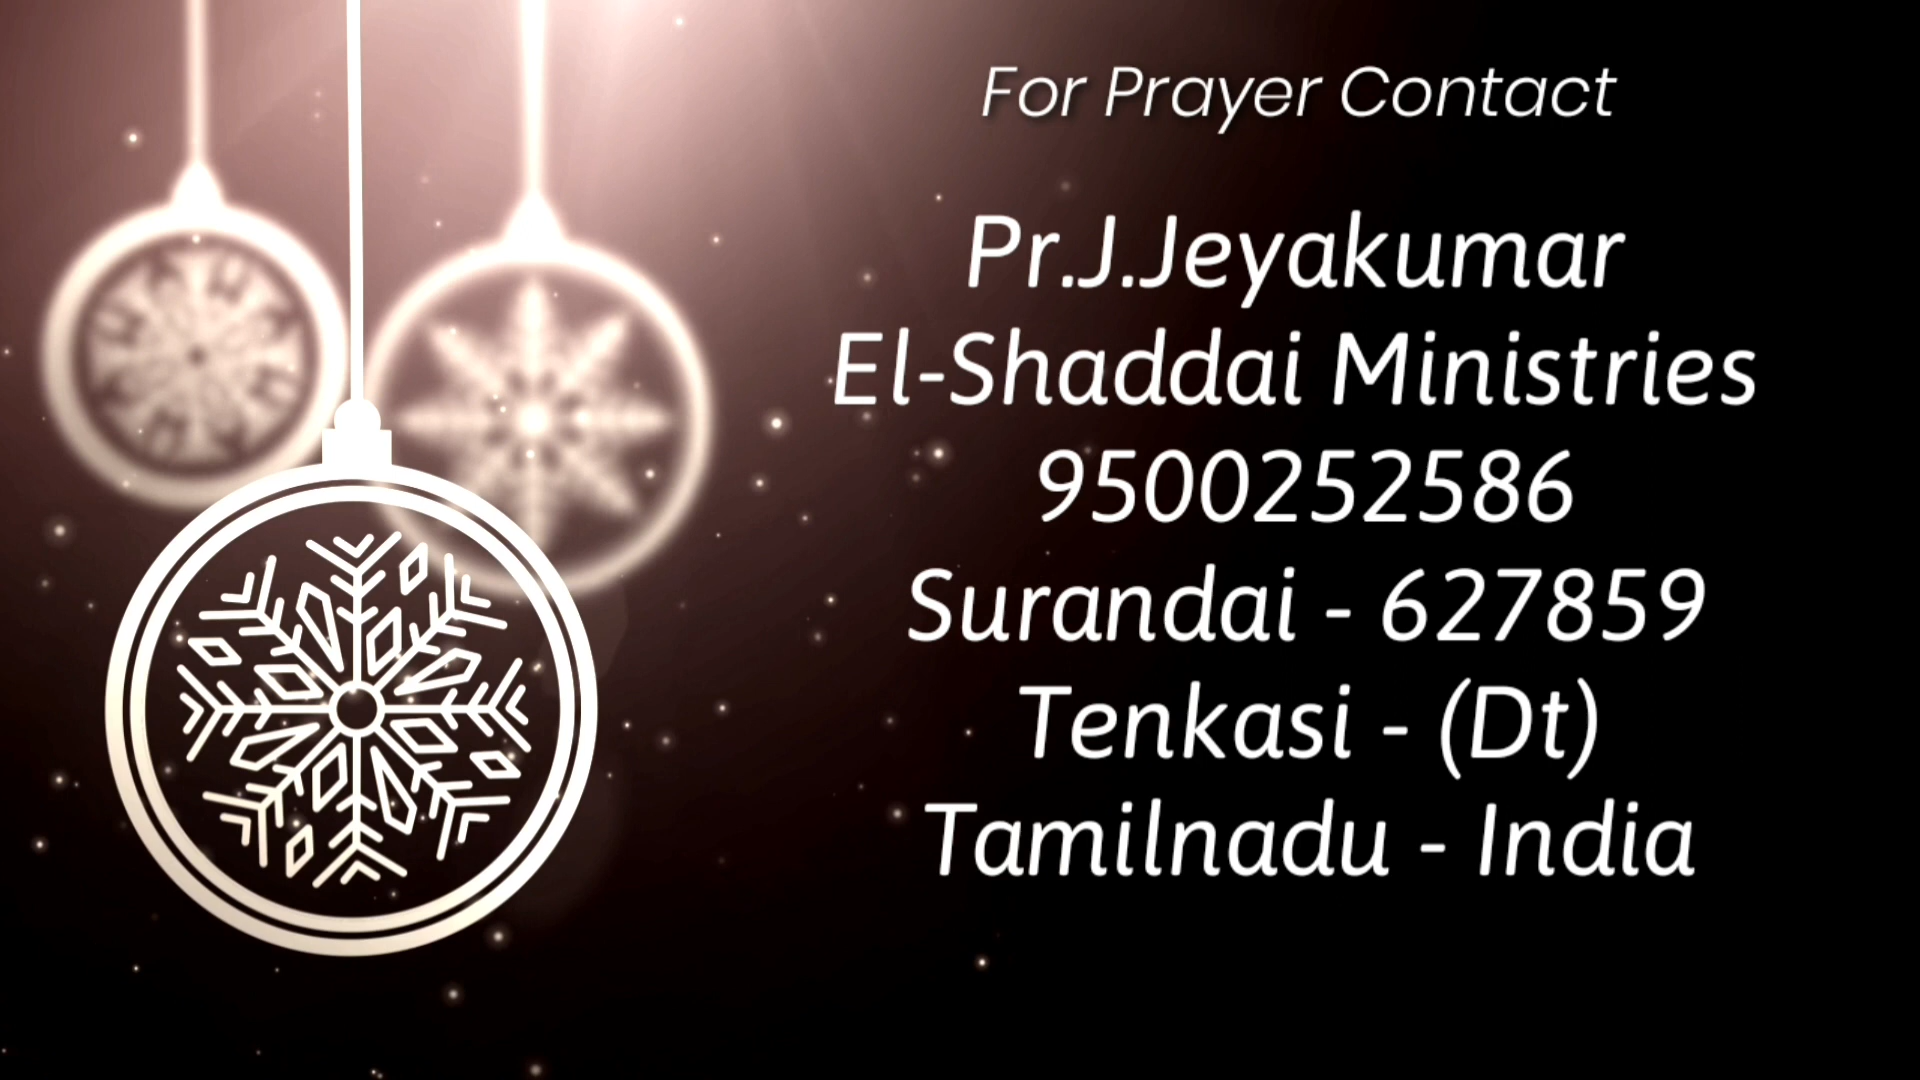 For Prayer Contact
Pr.J.Jeyakumar
El-Shaddai Ministries
9500252586
Surandai - 627859
Tenkasi - (Dt)
Tamilnadu - India